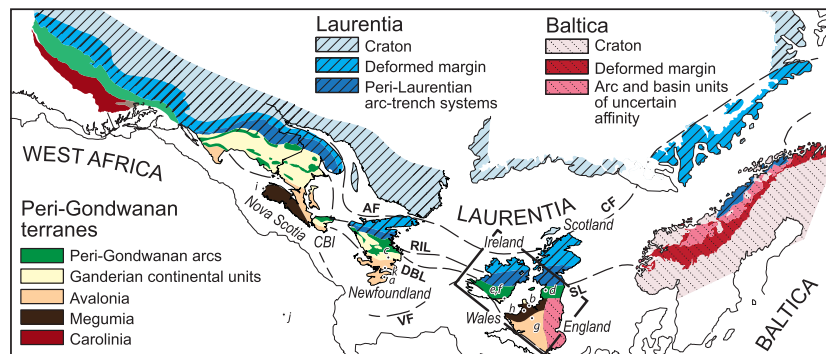 Laurentia
Craton
Deformed margin
Peri-Laurentian
arc-trench systems
Baltica
Craton
Deformed margin
Arc and basin units
of uncertain
affinity
WEST AFRICA
Peri-Gondwanan
terranes
Peri-Gondwanan arcs
Ganderian continental units
Avalonia
Megumia
Carolinia
i
Nova Scotia
CBI
AF
LAURENTIA
RIL
DBL
c
k
a
Newfoundland
VF
j
Ireland
Scotland
CF
DBL
SL
e,f
d
b
h
g
Wales
England
BALTICA